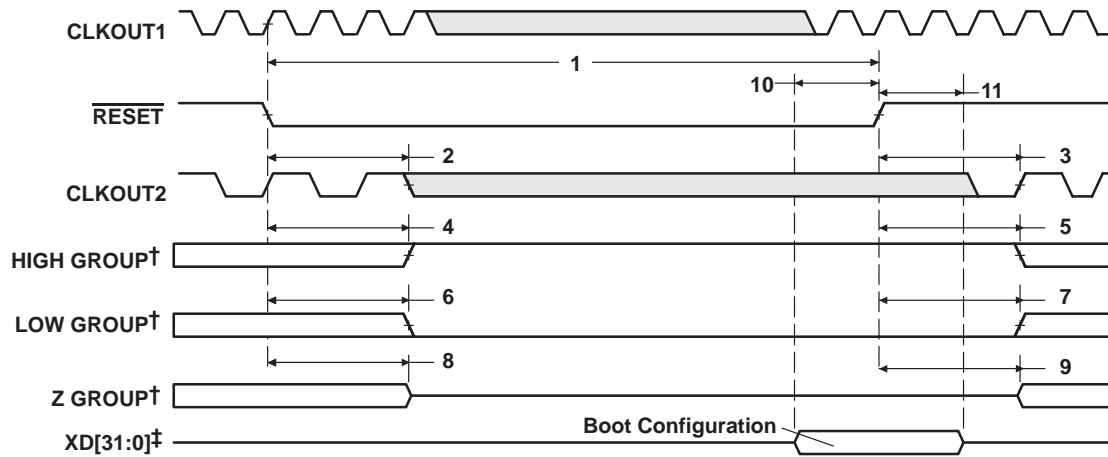 CLKOUT1
1
10
11
RESET
2
3
CLKOUT2
4
5
HIGH GROUP†
6
7
LOW GROUP†
8
9
Z GROUP†
Boot Configuration
XD[31:0]‡